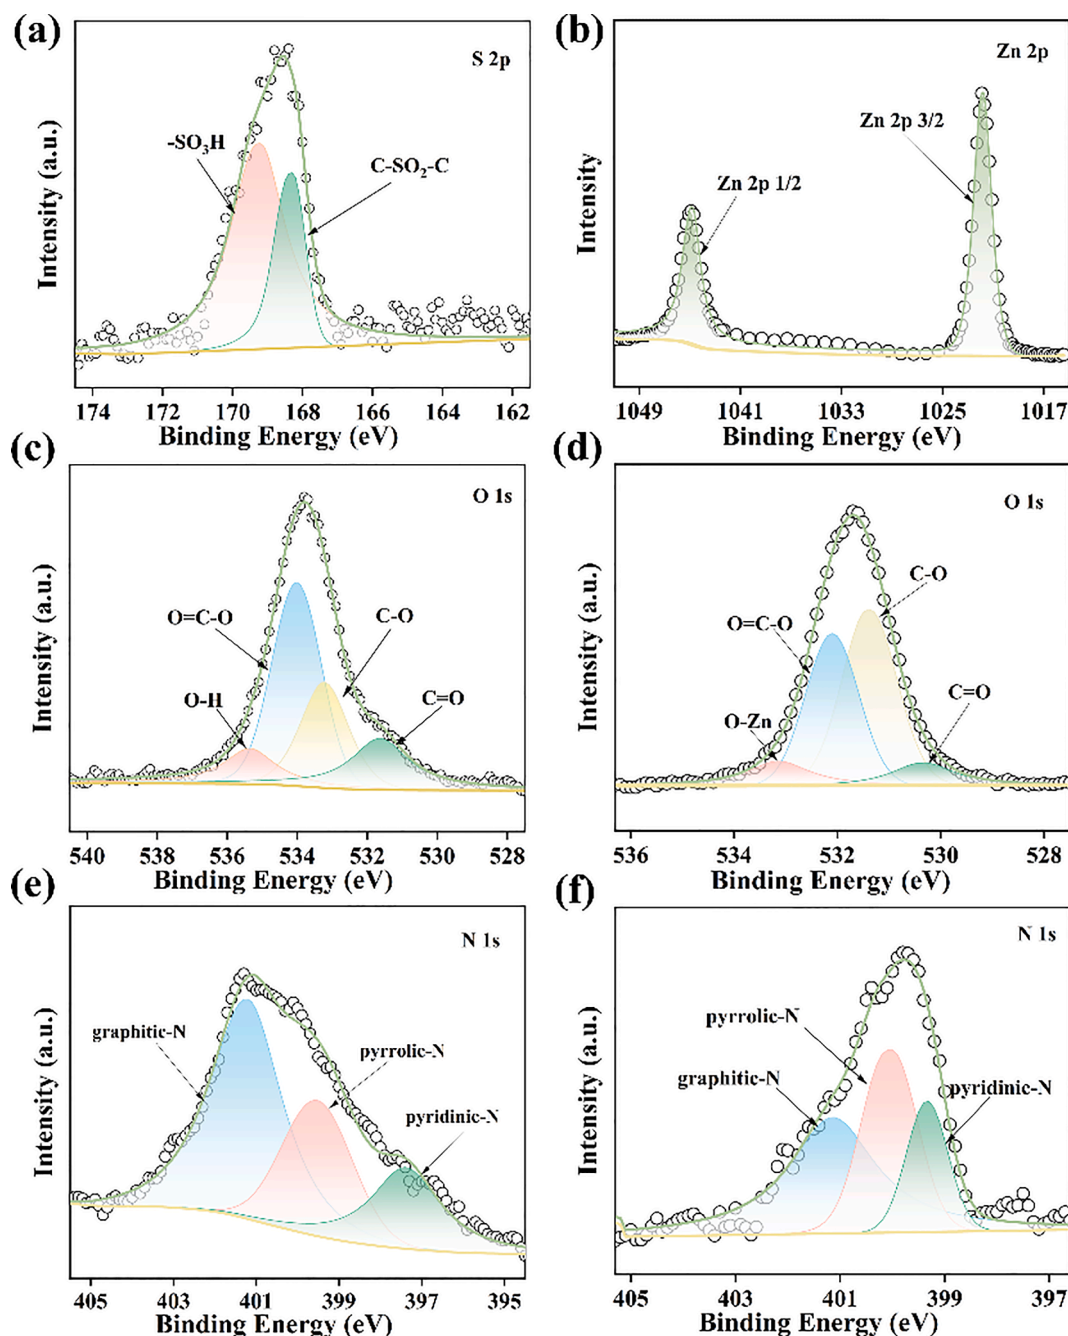 (a)
S 2p
-SO₃H
C-SO₂-C
Intensity (a.u.)
174 172 170 168 166 164 162
Binding Energy (eV)
(b)
Zn 2p
Zn 2p 3/2
Zn 2p 1/2
Intensity
1049 1041 1033 1025 1017
Binding Energy (eV)
(c)
O 1s
O=C-O
C-O
O-H
C=O
Intensity (a.u.)
540 538 536 534 532 530 528
Binding Energy (eV)
(d)
O 1s
C-O
O=C-O
C=O
O-Zn
Intensity (a.u.)
536 534 532 530 528
Binding Energy (eV)
(e)
N 1s
graphitic-N
pyrrolic-N
pyridinic-N
Intensity (a.u.)
405 403 401 399 397 395
Binding Energy (eV)
(f)
N 1s
pyrrolic-N
graphitic-N
pyridinic-N
Intensity (a.u.)
405 403 401 399 397
Binding Energy (eV)